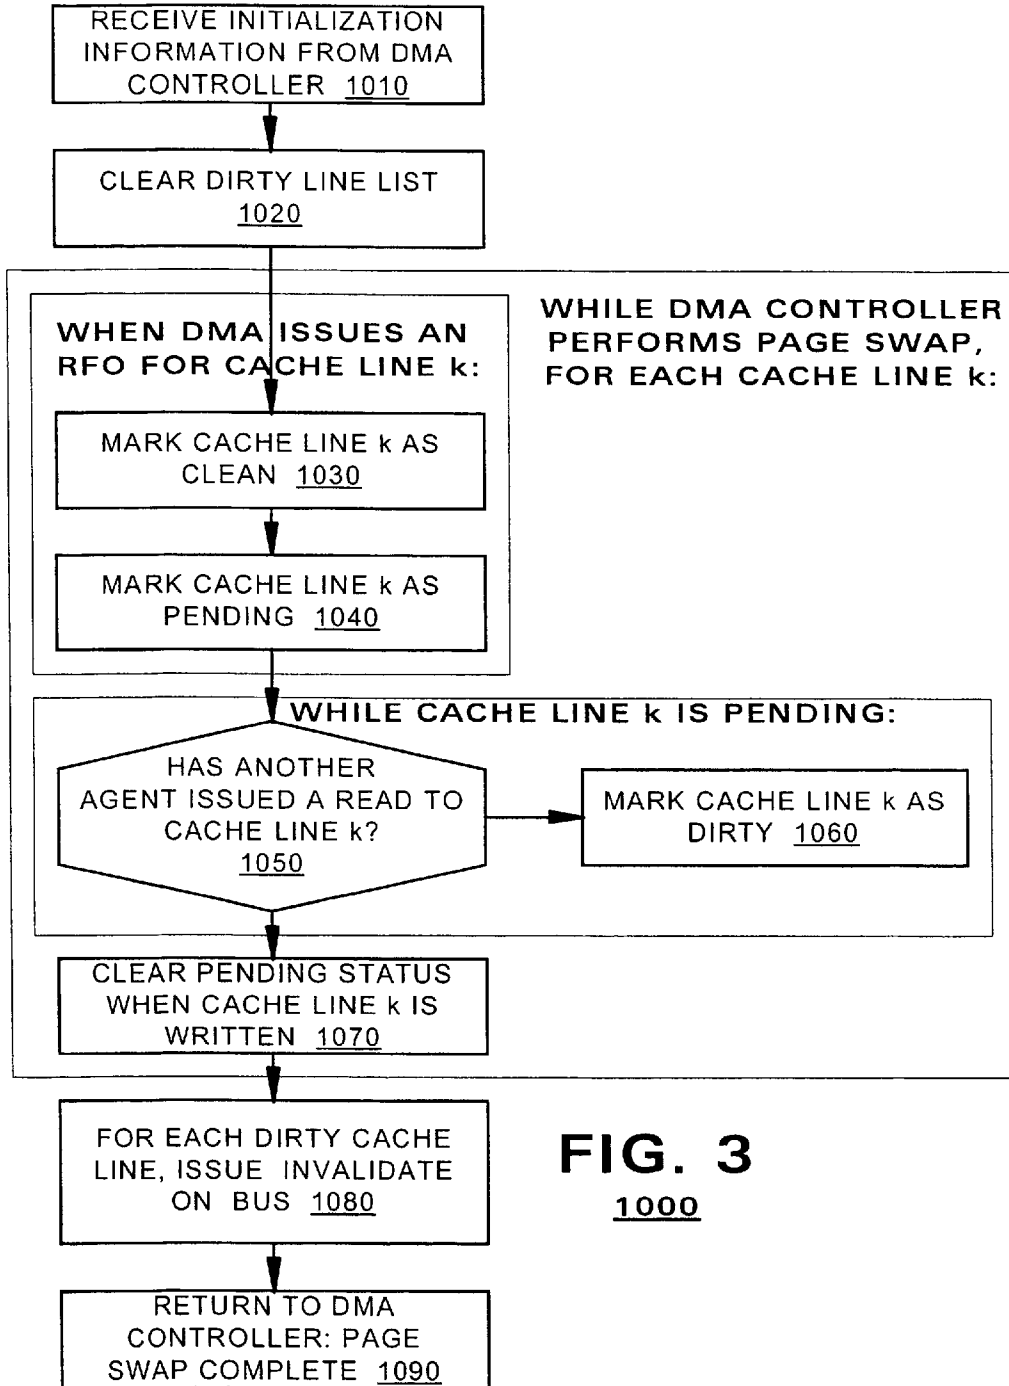 RECEIVE INITIALIZATION
INFORMATION FROM DMA
CONTROLLER 1010
CLEAR DIRTY LINE LIST
1020
WHILE DMA CONTROLLER
PERFORMS PAGE SWAP,
FOR EACH CACHE LINE k:
WHEN DMA ISSUES AN
RFO FOR CACHE LINE k:
MARK CACHE LINE k AS
CLEAN 1030
MARK CACHE LINE k AS
PENDING 1040
WHILE CACHE LINE k IS PENDING:
HAS ANOTHER
AGENT ISSUED A READ TO
CACHE LINE k?
1050
MARK CACHE LINE k AS
DIRTY 1060
CLEAR PENDING STATUS
WHEN CACHE LINE k IS
WRITTEN 1070
FOR EACH DIRTY CACHE
LINE, ISSUE INVALIDATE
ON BUS 1080
FIG. 3
1000
RETURN TO DMA
CONTROLLER: PAGE
SWAP COMPLETE 1090